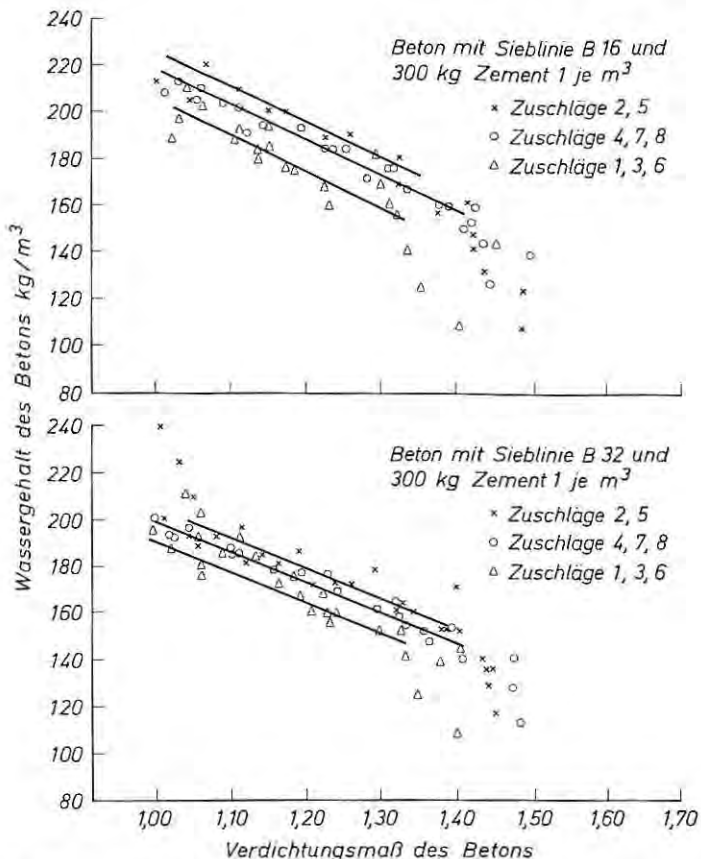 240
220
200
180
160
140
120
100
80
Beton mit Sieblinie B 16 und
300 kg Zement 1 je m³
× Zuschläge 2, 5
○ Zuschläge 4, 7, 8
△ Zuschläge 1, 3, 6
Wassergehalt des Betons kg/m³
240
220
200
180
160
140
120
100
80
Beton mit Sieblinie B 32 und
300 kg Zement 1 je m³
× Zuschläge 2, 5
○ Zuschläge 4, 7, 8
△ Zuschläge 1, 3, 6
1,00 1,10 1,20 1,30 1,40 1,50 1,60 1,70
Verdichtungsmaß des Betons